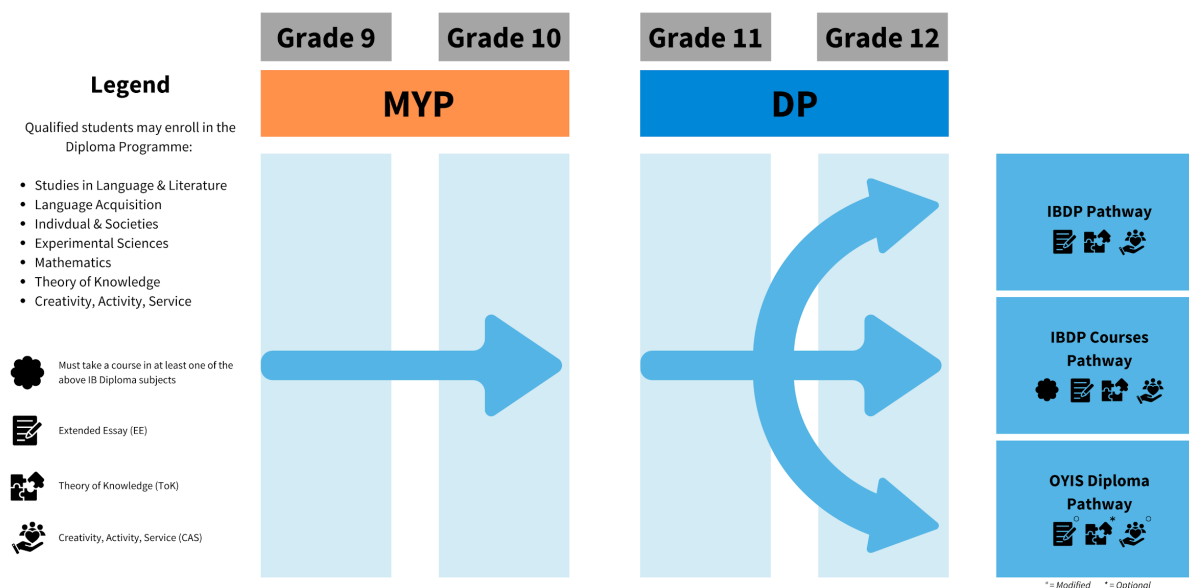 Grade 9
Grade 10
Grade 11
Grade 12
MYP
DP
Legend
Qualified students may enroll in the
Diploma Programme:
• Studies in Language & Literature
• Language Acquisition
• Indivdual & Societies
• Experimental Sciences
• Mathematics
• Theory of Knowledge
• Creativity, Activity, Service
Must take a course in at least one of the
above IB Diploma subjects
Extended Essay (EE)
Theory of Knowledge (ToK)
Creativity, Activity, Service (CAS)
IBDP Pathway
IBDP Courses
Pathway
OYIS Diploma
Pathway
○ * ○
° = Modified * = Optional